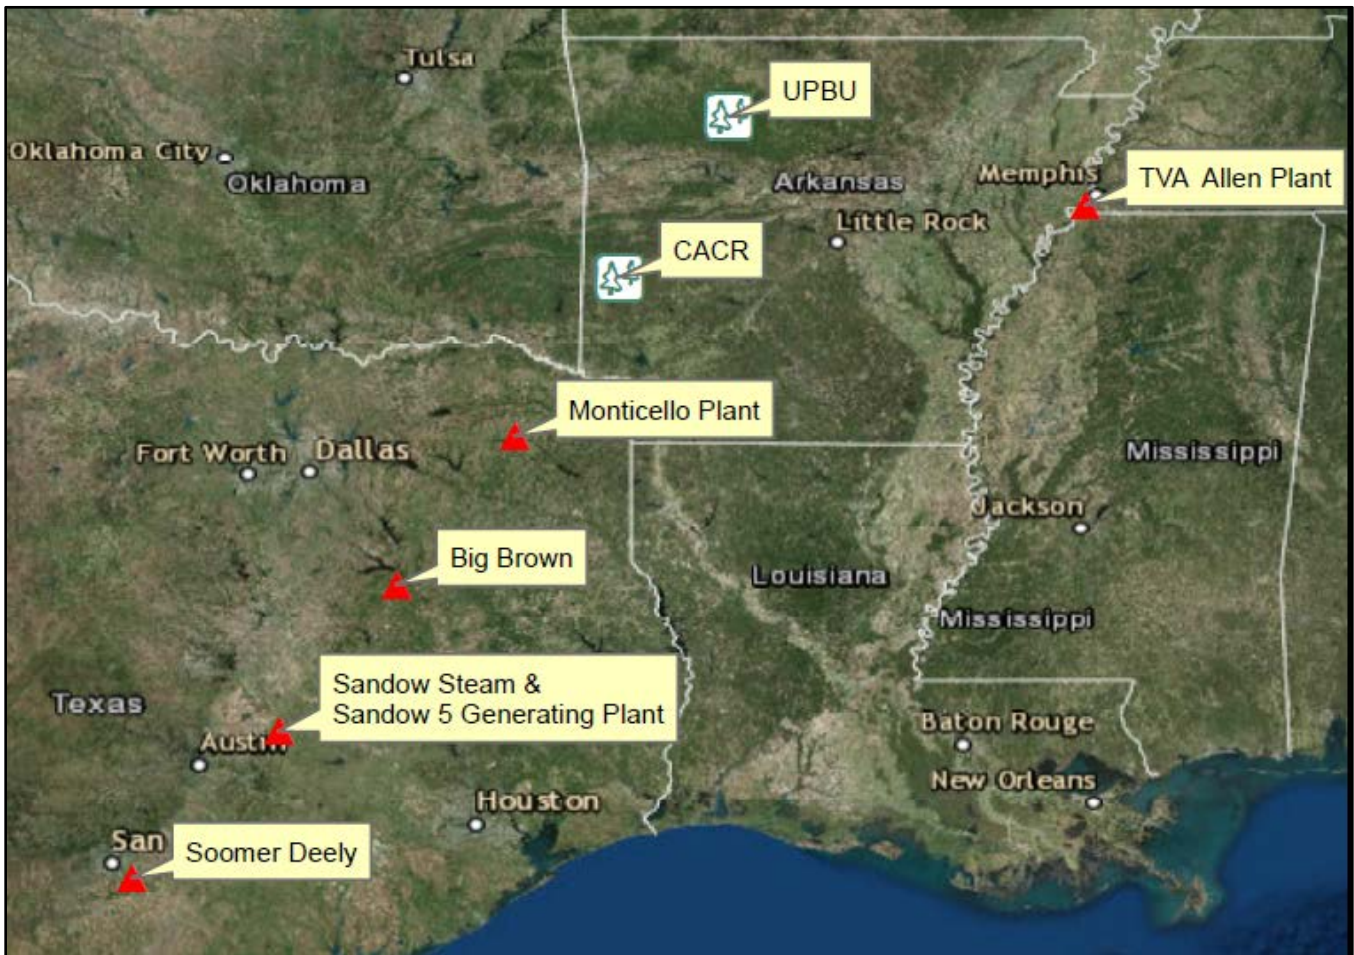 Tulsa
UPBU
Oklahoma City
Oklahoma
Arkansas
Memphis
TVA Allen Plant
Little Rock
CACR
Monticello Plant
Fort Worth
Dallas
Mississippi
Jackson
Big Brown
Louisiana
Mississippi
Sandow Steam &
Sandow 5 Generating Plant
Texas
Austin
Baton Rouge
New Orleans
Houston
San
Soomer Deely